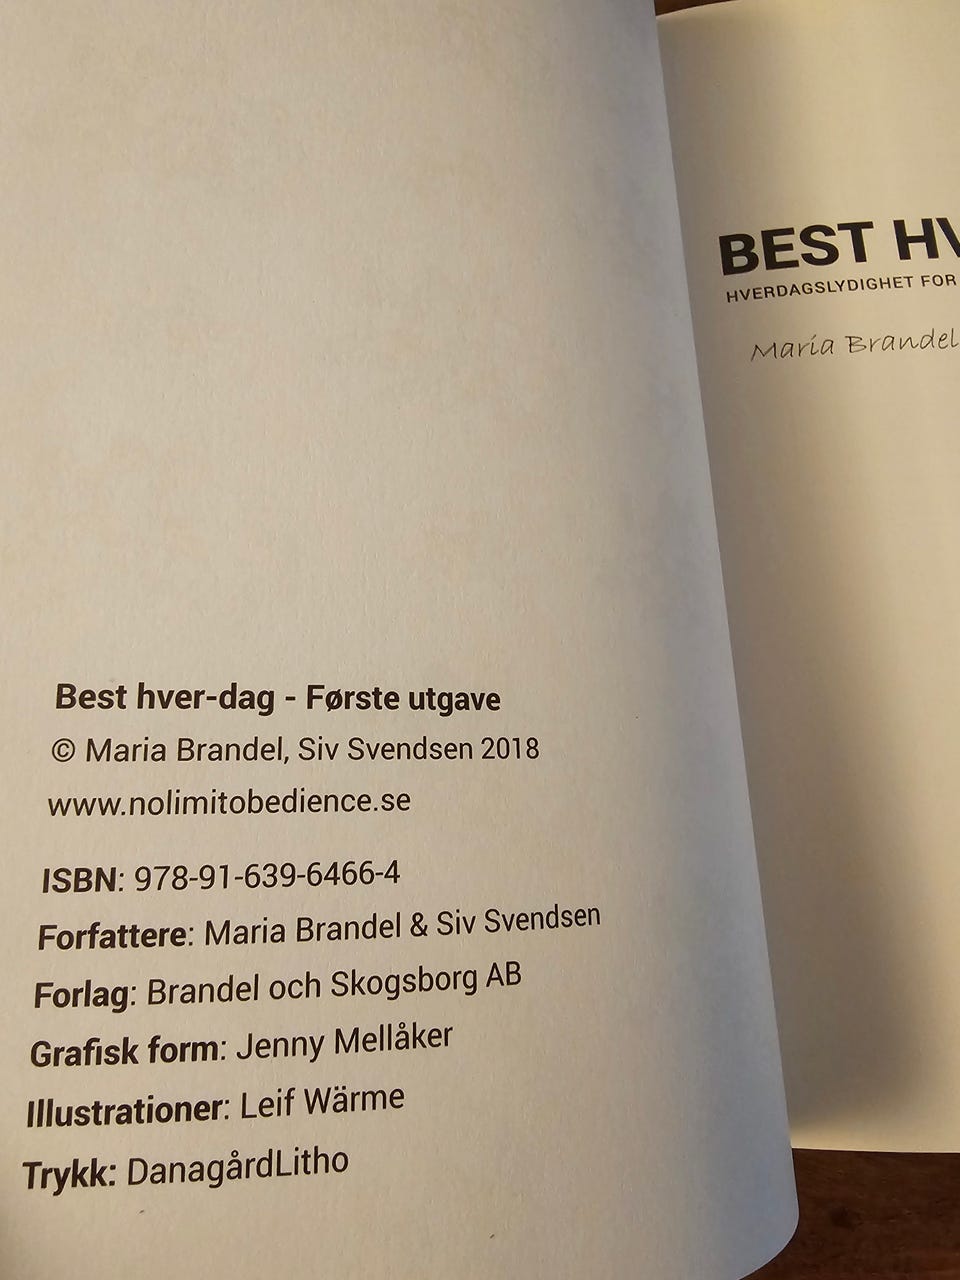 Best hver-dag - Første utgave
© Maria Brandel, Siv Svendsen 2018
www.nolimitobedience.se
ISBN: 978-91-639-6466-4
Forfattere: Maria Brandel & Siv Svendsen
Forlag: Brandel och Skogsborg AB
Grafisk form: Jenny Mellåker
Illustrationer: Leif Wärme
Trykk: DanagårdLitho
BEST HV
HVERDAGSLYDIGHET FOR
Maria Brandel